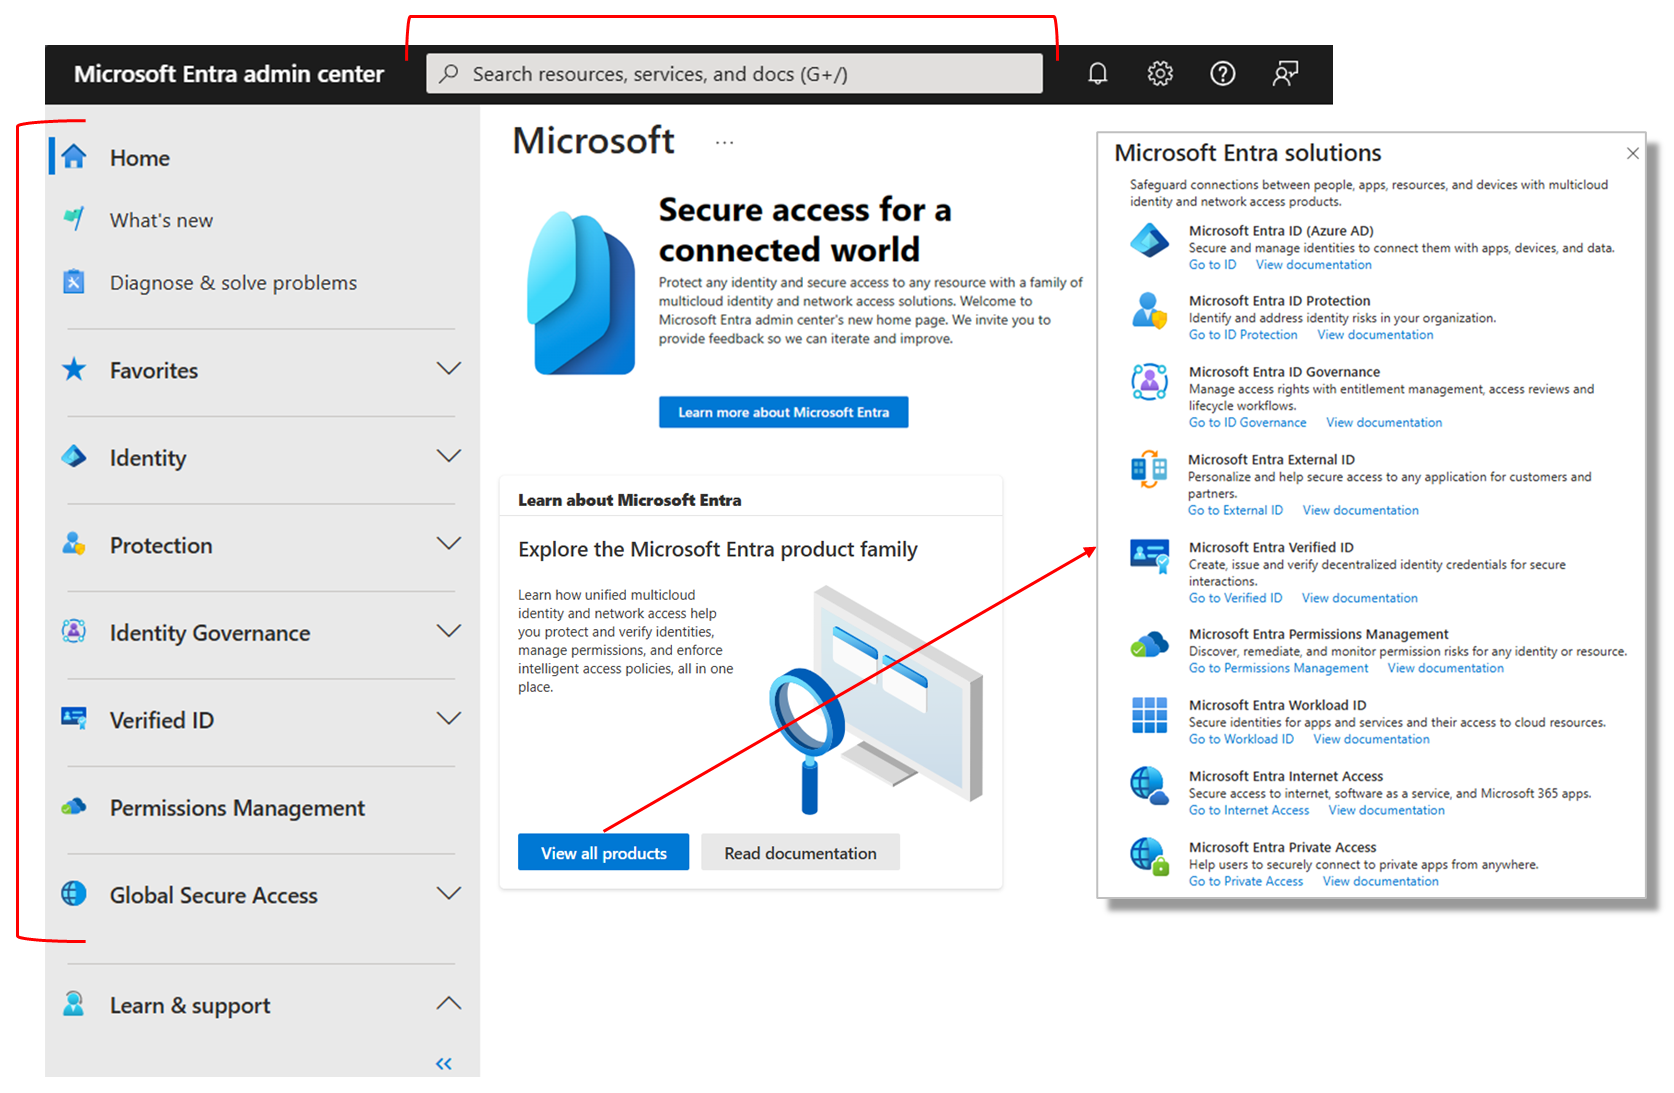 Microsoft Entra admin center
Search resources, services, and docs (G+/)
Home
What's new
Diagnose & solve problems
Favorites
Identity
Protection
Identity Governance
Verified ID
Permissions Management
Global Secure Access
Learn & support
Microsoft ...
Secure access for a
connected world
Protect any identity and secure access to any resource with a family of
multicloud identity and network access solutions. Welcome to
Microsoft Entra admin center's new home page. We invite you to
provide feedback so we can iterate and improve.
Learn more about Microsoft Entra
Learn about Microsoft Entra
Explore the Microsoft Entra product family
Learn how unified multicloud
identity and network access help
you protect and verify identities,
manage permissions, and enforce
intelligent access policies, all in one
place.
View all products Read documentation
Microsoft Entra solutions
Safeguard connections between people, apps, resources, and devices with multicloud
identity and network access products.
Microsoft Entra ID (Azure AD)
Secure and manage identities to connect them with apps, devices, and data.
Go to ID View documentation
Microsoft Entra ID Protection
Identify and address identity risks in your organization.
Go to ID Protection View documentation
Microsoft Entra ID Governance
Manage access rights with entitlement management, access reviews and
lifecycle workflows.
Go to ID Governance View documentation
Microsoft Entra External ID
Personalize and help secure access to any application for customers and
partners.
Go to External ID View documentation
Microsoft Entra Verified ID
Create, issue and verify decentralized identity credentials for secure
interactions.
Go to Verified ID View documentation
Microsoft Entra Permissions Management
Discover, remediate, and monitor permission risks for any identity or resource.
Go to Permissions Management View documentation
Microsoft Entra Workload ID
Secure identities for apps and services and their access to cloud resources.
Go to Workload ID View documentation
Microsoft Entra Internet Access
Secure access to internet, software as a service, and Microsoft 365 apps.
Go to Internet Access View documentation
Microsoft Entra Private Access
Help users to securely connect to private apps from anywhere.
Go to Private Access View documentation